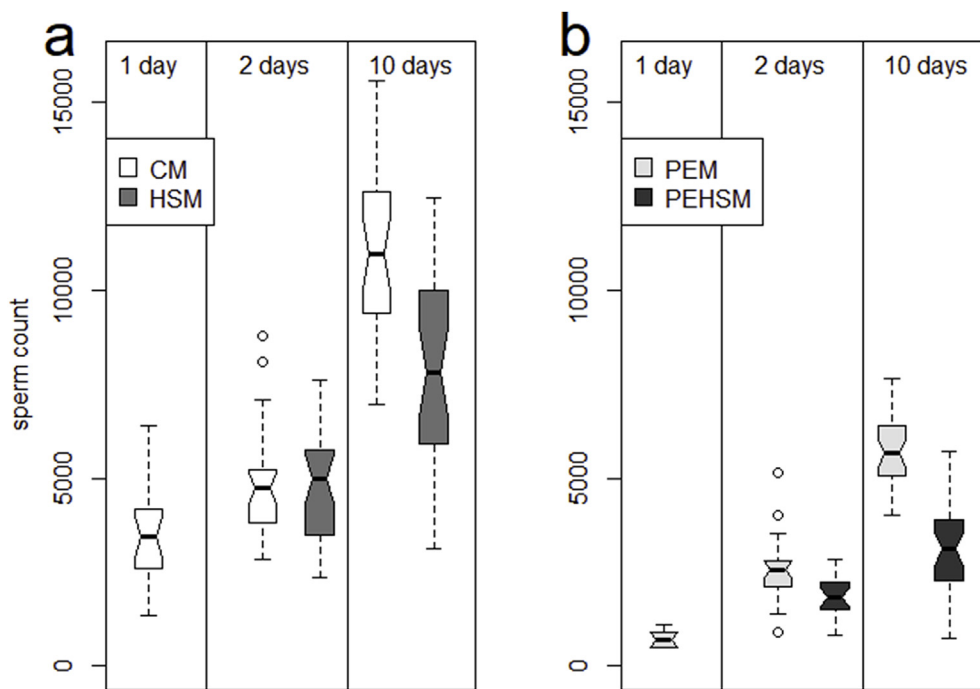 a
1 day 2 days 10 days
CM
HSM
sperm count
0
5000
10000
15000
b
1 day 2 days 10 days
PEM
PEHSM
0
5000
10000
15000